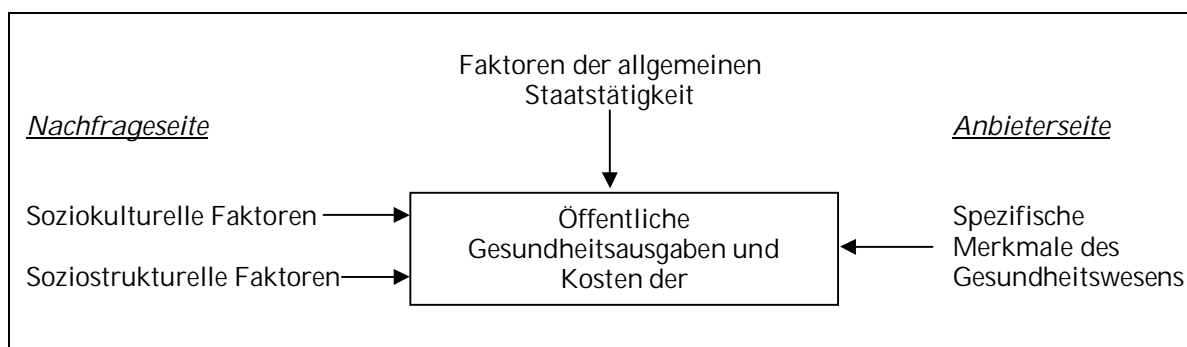 Faktoren der allgemeinen
Staatstätigkeit
Nachfrageseite
Anbieterseite
Soziokulturelle Faktoren
Soziostrukturelle Faktoren
Öffentliche
Gesundheitsausgaben und
Kosten der
Spezifische
Merkmale des
Gesundheitswesens